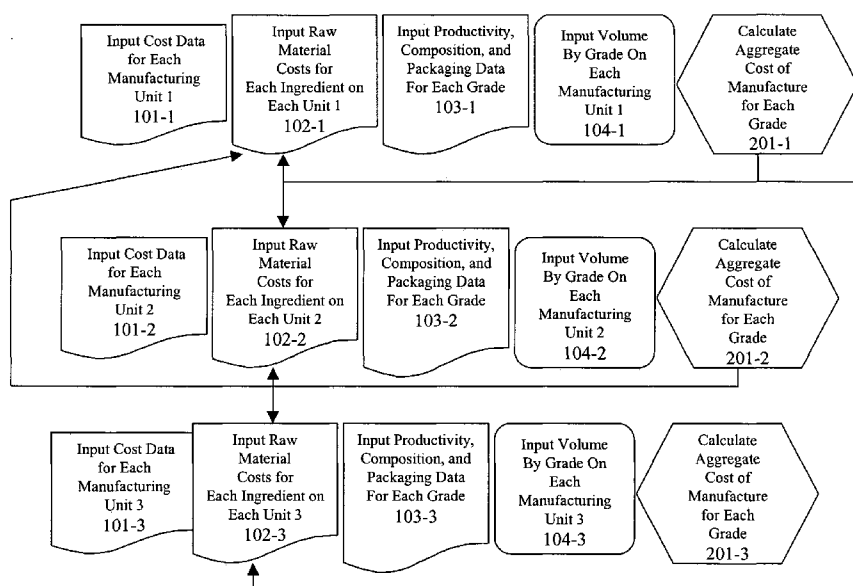 Input Cost Data
for Each
Manufacturing
Unit 1
101-1
Input Raw
Material
Costs for
Each Ingredient on
Each Unit 1
102-1
Input Productivity,
Composition, and
Packaging Data
For Each Grade
103-1
Input Volume
By Grade On
Each
Manufacturing
Unit 1
104-1
Calculate
Aggregate
Cost of
Manufacture
for Each
Grade
201-1
Input Cost Data
for Each
Manufacturing
Unit 2
101-2
Input Raw
Material
Costs for
Each Ingredient on
Each Unit 2
102-2
Input Productivity,
Composition, and
Packaging Data
For Each Grade
103-2
Input Volume
By Grade On
Each
Manufacturing
Unit 2
104-2
Calculate
Aggregate
Cost of
Manufacture
for Each
Grade
201-2
Input Cost Data
for Each
Manufacturing
Unit 3
101-3
Input Raw
Material
Costs for
Each Ingredient on
Each Unit 3
102-3
Input Productivity,
Composition, and
Packaging Data
For Each Grade
103-3
Input Volume
By Grade On
Each
Manufacturing
Unit 3
104-3
Calculate
Aggregate
Cost of
Manufacture
for Each
Grade
201-3